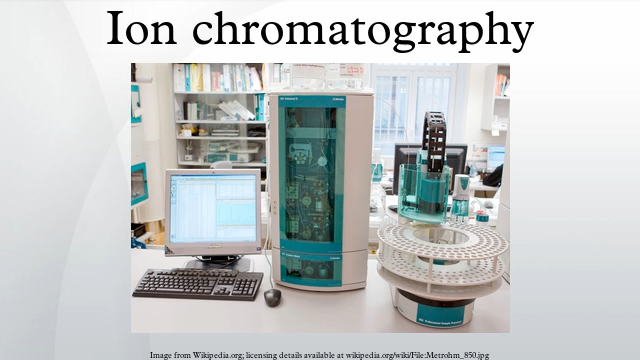 Ion chromatography
Image from Wikipedia.org; licensing details available at wikipedia.org/wiki/File:Metrohm_850.jpg